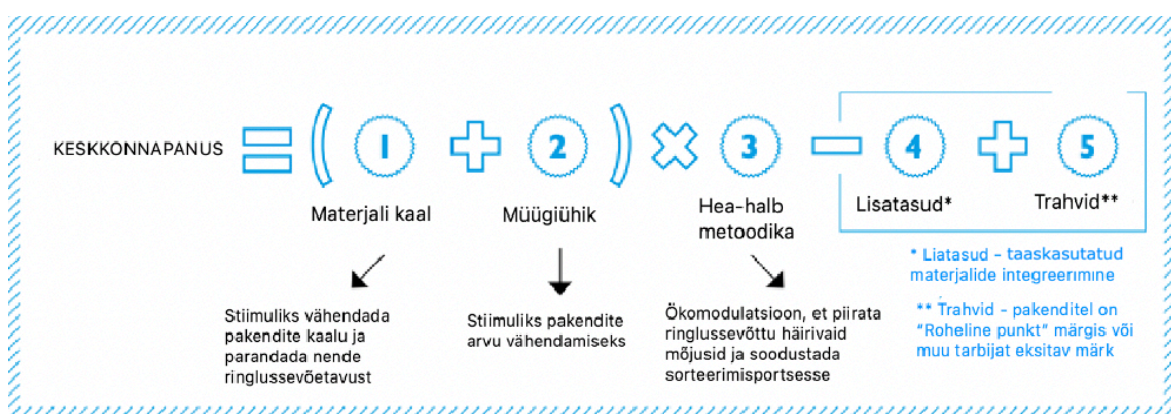 KESKKONNAPANUS = ( 1 + 2 ) × 3 − 4 + 5
Materjali kaal
Müügiühik
Hea-halb
metoodika
Lisatasud*
Trahvid**
Stiimuliks vähendada
pakendite kaalu ja
parandada nende
ringlussevõetavust
Stiimuliks pakendite
arvu vähendamiseks
Ökomodulatsioon, et piirata
ringlussevõttu häirivaid
mõjusid ja soodustada
sorteerimisportsesse
* Liatasud – taaskasutatud
materjalide integreerimine
** Trahvid - pakenditel on
"Roheline punkt" märgis või
muu tarbijat eksitav märk